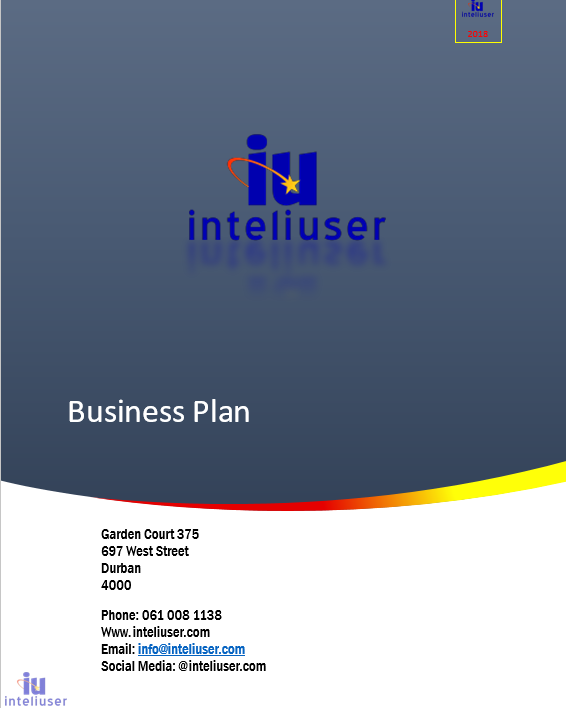 iu
inteliuser
2018
iu
inteliuser
Business Plan
Garden Court 375
697 West Street
Durban
4000
Phone: 061 008 1138
Www.inteliuser.com
Email: info@inteliuser.com
Social Media: @inteliuser.com
iu
inteliuser